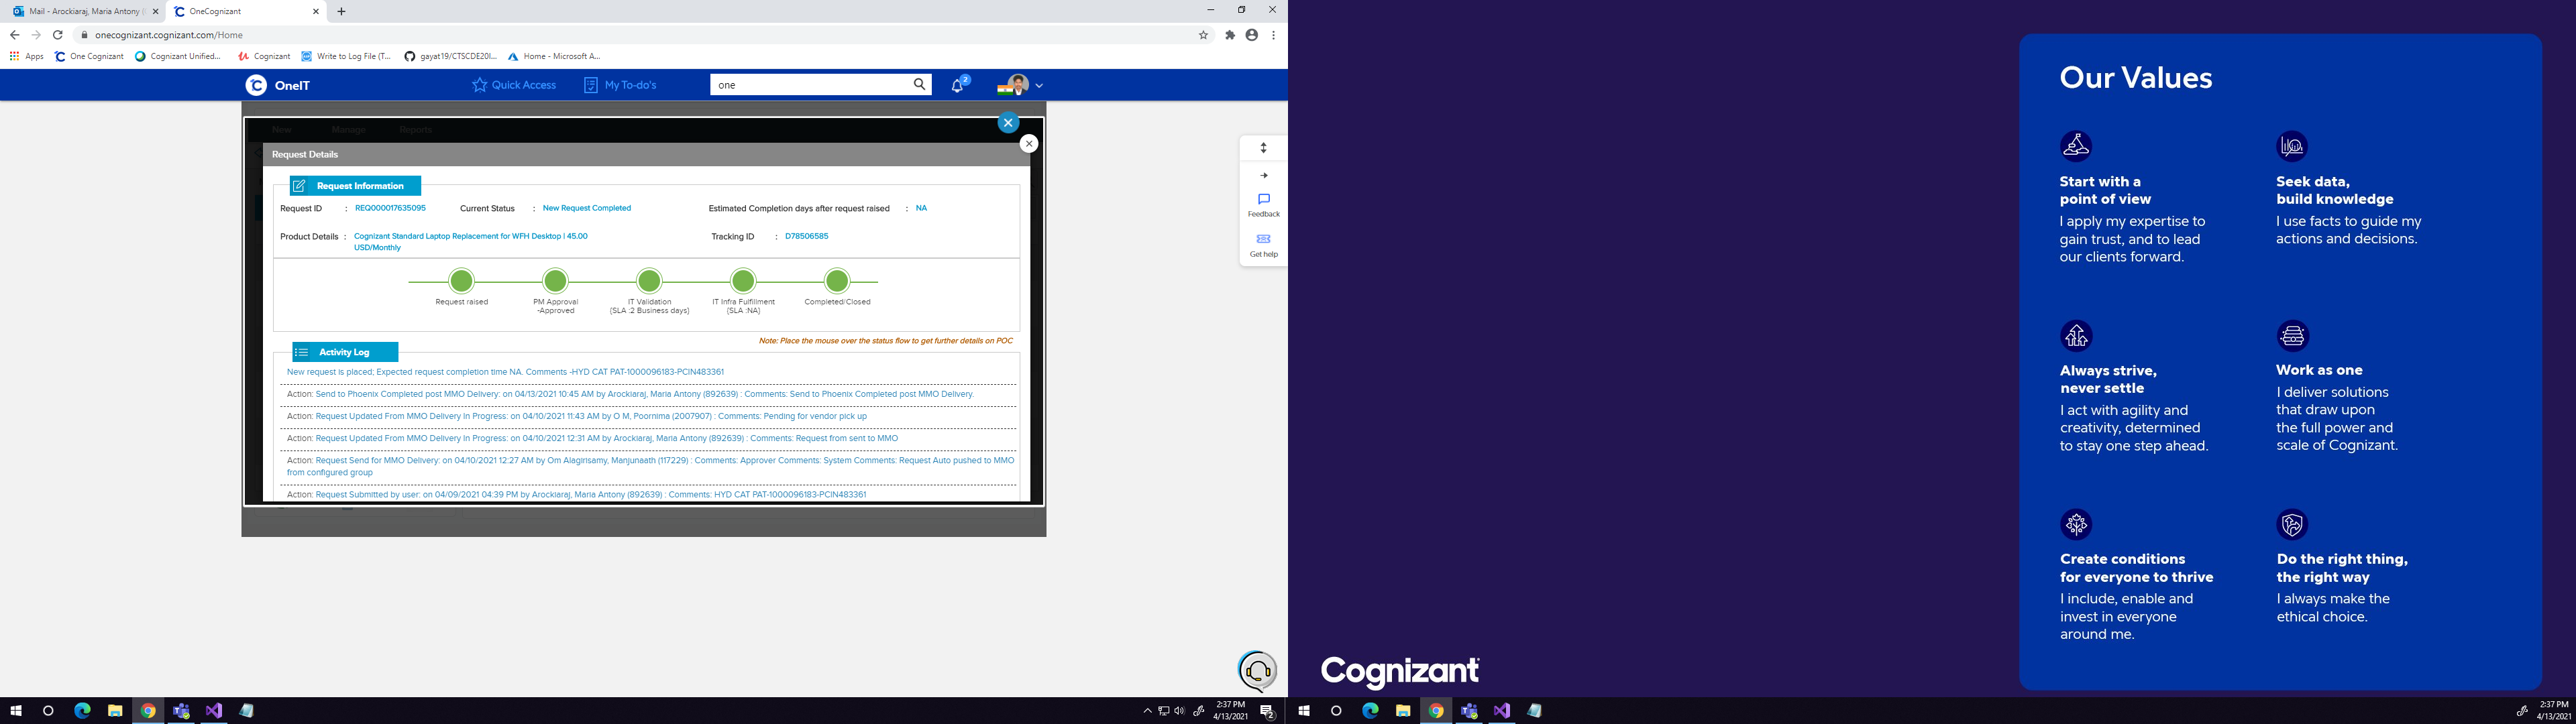 Mail - Arockiaraj, Maria Antony (
OneCognizant
onecognizant.cognizant.com/Home
Apps
One Cognizant
Cognizant Unified...
Cognizant
Write to Log File (T...
gayat19/CTSCDE20I...
Home - Microsoft A...
OneIT
Quick Access
My To-do's
one
2
New
Manage
Reports
Request Details
Request Information
Request ID : REQ000017635095
Current Status : New Request Completed
Estimated Completion days after request raised : NA
Product Details : Cognizant Standard Laptop Replacement for WFH Desktop | 45.00
USD/Monthly
Tracking ID : D78506585
Request raised
PM Approval
-Approved
IT Validation
{SLA :2 Business days}
IT Infra Fulfillment
{SLA :NA}
Completed/Closed
Note: Place the mouse over the status flow to get further details on POC
Activity Log
New request is placed; Expected request completion time NA. Comments -HYD CAT PAT-1000096183-PCIN483361
Action: Send to Phoenix Completed post MMO Delivery: on 04/13/2021 10:45 AM by Arockiaraj, Maria Antony (892639) : Comments: Send to Phoenix Completed post MMO Delivery.
Action: Request Updated From MMO Delivery In Progress: on 04/10/2021 11:43 AM by O M, Poornima (2007907) : Comments: Pending for vendor pick up
Action: Request Updated From MMO Delivery In Progress: on 04/10/2021 12:31 AM by Arockiaraj, Maria Antony (892639) : Comments: Request from sent to MMO
Action: Request Send for MMO Delivery: on 04/10/2021 12:27 AM by Om Alagirisamy, Manjunaath (117229) : Comments: Approver Comments: System Comments: Request Auto pushed to MMO
from configured group
Action: Request Submitted by user: on 04/09/2021 04:39 PM by Arockiaraj, Maria Antony (892639) : Comments: HYD CAT PAT-1000096183-PCIN483361
Feedback
Get help
2:37 PM
4/13/2021
2
Our Values
Start with a
point of view
I apply my expertise to
gain trust, and to lead
our clients forward.
Seek data,
build knowledge
I use facts to guide my
actions and decisions.
Always strive,
never settle
I act with agility and
creativity, determined
to stay one step ahead.
Work as one
I deliver solutions
that draw upon
the full power and
scale of Cognizant.
Create conditions
for everyone to thrive
I include, enable and
invest in everyone
around me.
Do the right thing,
the right way
I always make the
ethical choice.
Cognizant
2:37 PM
4/13/2021